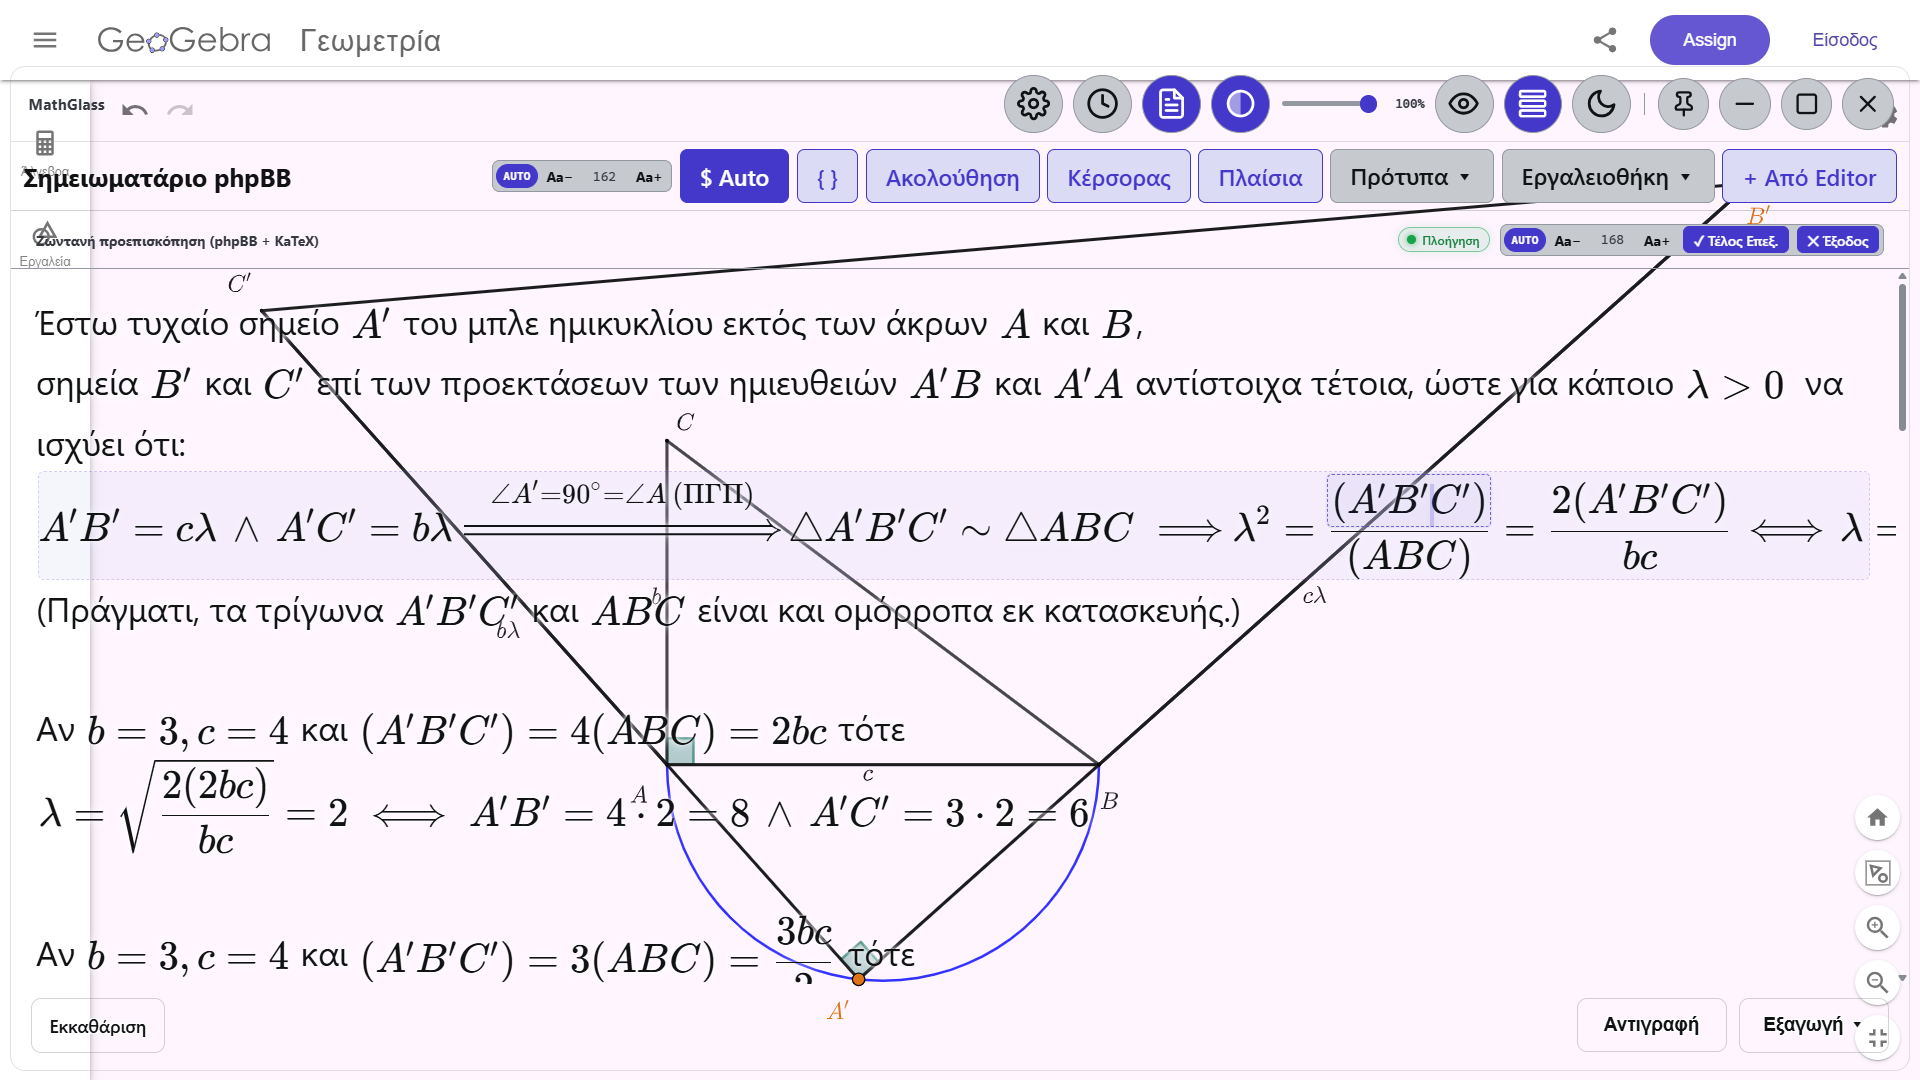 GeoGebra Γεωμετρία Assign Είσοδος
MathGlass 100%
Άλγεβρα
Σημειωματάριο phpBB AUTO Aa− 162 Aa+ $ Auto { } Ακολούθηση Κέρσορας Πλαίσια Πρότυπα ▼ Εργαλειοθήκη ▼ + Από Editor
B′
Ζωντανή προεπισκόπηση (phpBB + KaTeX) Πλοήγηση AUTO Aa− 168 Aa+ ✓ Τέλος Επεξ. ✕ Έξοδος
Εργαλεία
C′
Έστω τυχαίο σημείο A′ του μπλε ημικυκλίου εκτός των άκρων A και B,
σημεία B′ και C′ επί των προεκτάσεων των ημιευθειών A′B και A′A αντίστοιχα τέτοια, ώστε για κάποιο λ > 0 να
ισχύει ότι:
C
A′B′ = cλ ∧ A′C′ = bλ ⟹ ∠A′=90°=∠A (ΠΓΠ) △A′B′C′ ∼ △ABC ⟹ λ² = (A′B′C′)/(ABC) = 2(A′B′C′)/bc ⟺ λ =
b
cλ
(Πράγματι, τα τρίγωνα A′B′C′ και ABC είναι και ομόρροπα εκ κατασκευής.)
bλ
Αν b = 3, c = 4 και (A′B′C′) = 4(ABC) = 2bc τότε
c
A
B
λ = √(2(2bc)/bc) = 2 ⟺ A′B′ = 4 · 2 = 8 ∧ A′C′ = 3 · 2 = 6
Αν b = 3, c = 4 και (A′B′C′) = 3(ABC) = 3bc/2 τότε
A′
Εκκαθάριση Αντιγραφή Εξαγωγή ▼